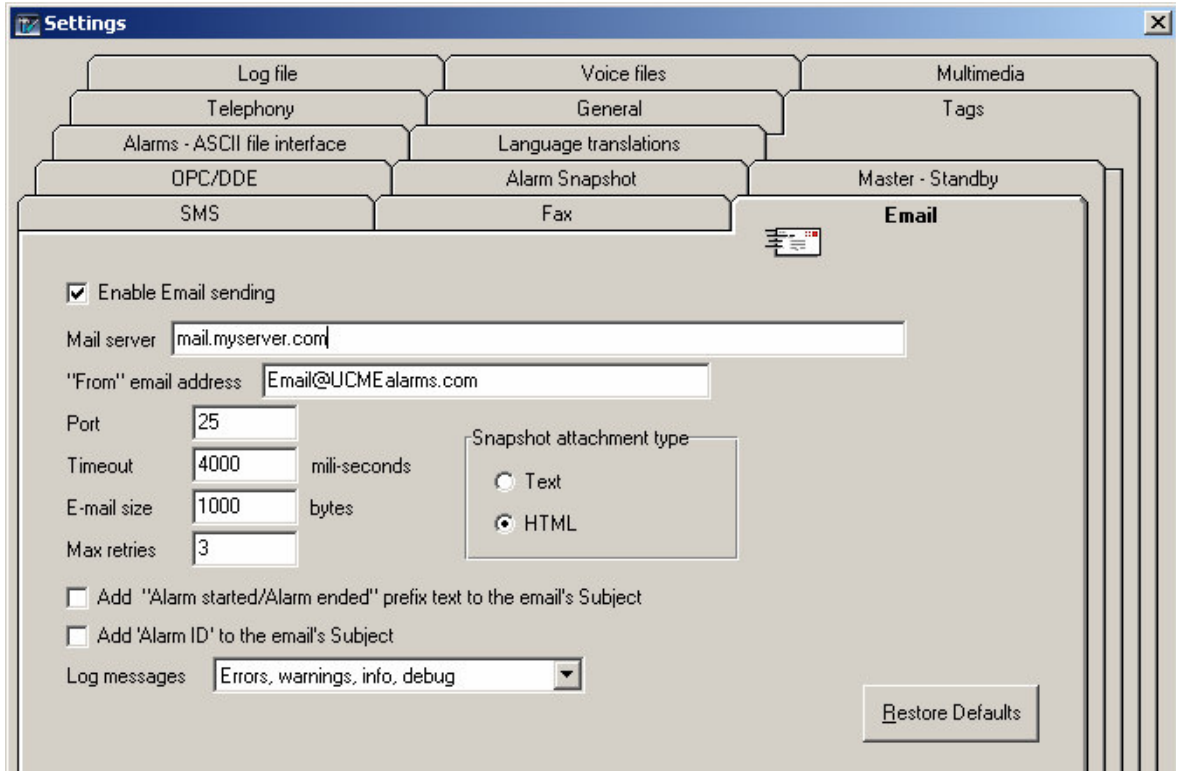 Settings
Log file Voice files Multimedia
Telephony General Tags
Alarms - ASCII file interface Language translations
OPC/DDE Alarm Snapshot Master - Standby
SMS Fax Email
Enable Email sending
Mail server mail.myserver.com
"From" email address Email@UCMEalarms.com
Port 25
Snapshot attachment type
Timeout 4000 mili-seconds
Text
E-mail size 1000 bytes
HTML
Max retries 3
Add "Alarm started/Alarm ended" prefix text to the email's Subject
Add 'Alarm ID' to the email's Subject
Log messages Errors, warnings, info, debug
Restore Defaults